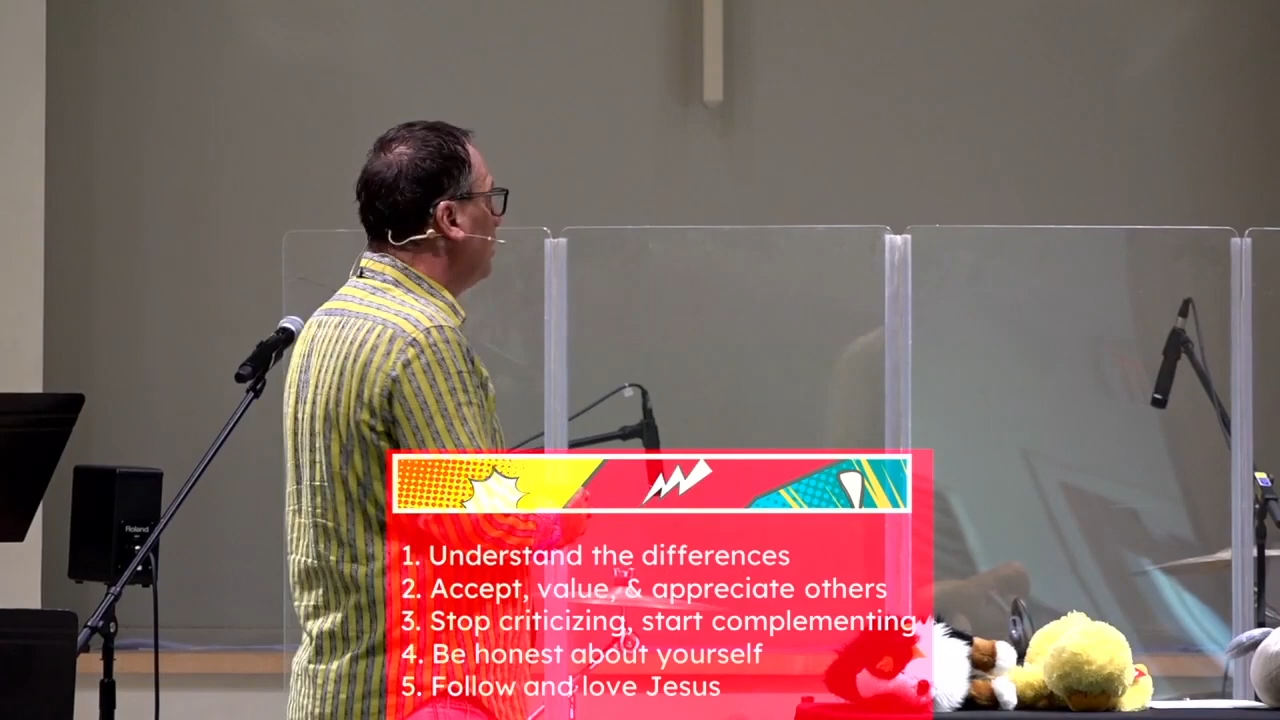 Roland
1. Understand the differences
2. Accept, value, & appreciate others
3. Stop criticizing, start complementing
4. Be honest about yourself
5. Follow and love Jesus